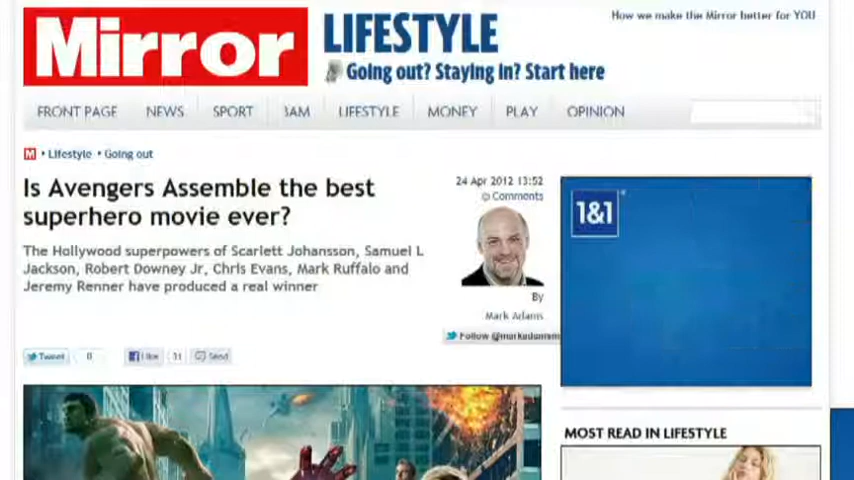 How we make the Mirror better for YOU
Mirror
LIFESTYLE
Going out? Staying in? Start here
FRONT PAGE NEWS SPORT 3AM LIFESTYLE MONEY PLAY OPINION
M • Lifestyle • Going out
Is Avengers Assemble the best
superhero movie ever?
24 Apr 2012 13:52
Comments
The Hollywood superpowers of Scarlett Johansson, Samuel L
Jackson, Robert Downey Jr, Chris Evans, Mark Ruffalo and
Jeremy Renner have produced a real winner
By
Mark Adams
Follow
Tweet 0 Like 31 Send
1&1
MOST READ IN LIFESTYLE